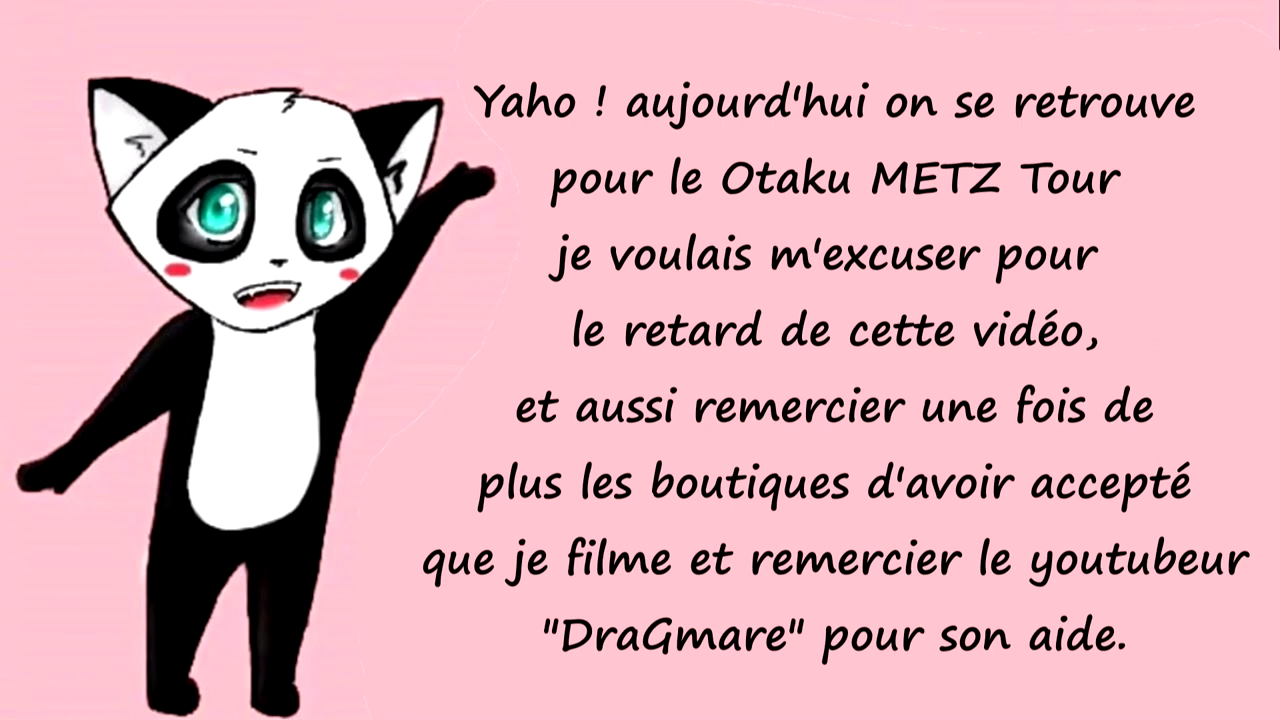 Yaho ! aujourd'hui on se retrouve
pour le Otaku METZ Tour
je voulais m'excuser pour
le retard de cette vidéo,
et aussi remercier une fois de
plus les boutiques d'avoir accepté
que je filme et remercier le youtubeur
"DraGmare" pour son aide.